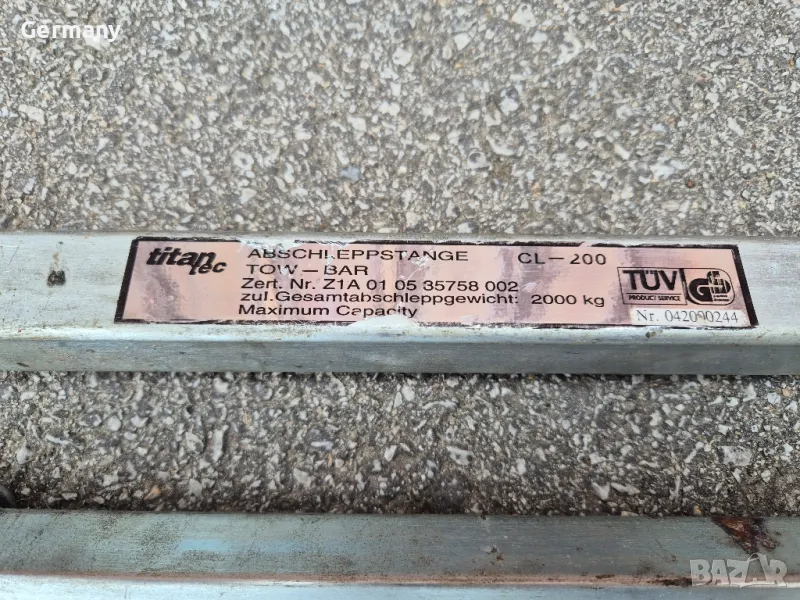 Germany
titan tec
ABSCHLEPPSTANGE CL-200
TOW-BAR
Zert. Nr. Z1A 01 05 35758 002
zul. Gesamtabschleppgewicht: 2000 kg
Maximum Capacity
TÜV
PRODUCT SERVICE
GS
Nr. 042090244
BAZAR